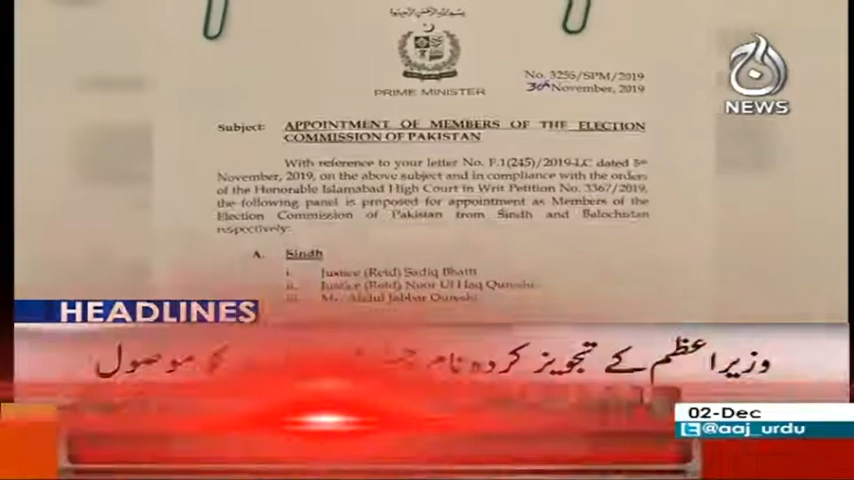 PRIME MINISTER
No. 3256/SPM/2019
30th November, 2019
آج
NEWS
Subject: APPOINTMENT OF MEMBERS OF THE ELECTION
COMMISSION OF PAKISTAN
With reference to your letter No. F.1(245)/2019-LC dated 5th
November, 2019, on the above subject and in compliance with the orders
of the Honorable Islamabad High Court in Writ Petition No. 3367/2019,
the following panel is proposed for appointment as Members of the
Election Commission of Pakistan from Sindh and Balochistan
respectively:
A. Sindh
i. Justice (Retd) Sadiq Bhatti
ii. Justice (Retd) Noor Ul Haq Qureshi
iii. Mr. Abdul Jabbar Qureshi
HEADLINES
وزیراعظم کے تجویز کردہ نام کو موصول
02-Dec
@aaj_urdu